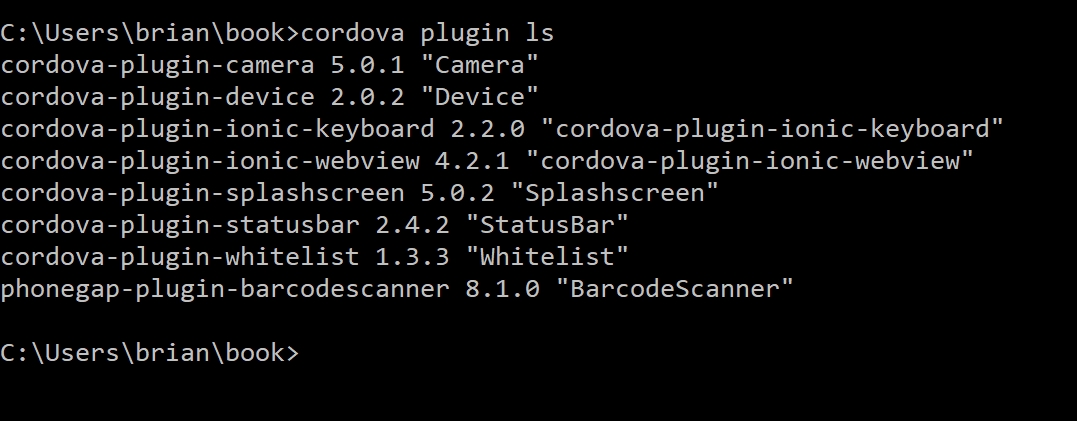 C:\Users\brian\book>cordova plugin ls
cordova-plugin-camera 5.0.1 "Camera"
cordova-plugin-device 2.0.2 "Device"
cordova-plugin-ionic-keyboard 2.2.0 "cordova-plugin-ionic-keyboard"
cordova-plugin-ionic-webview 4.2.1 "cordova-plugin-ionic-webview"
cordova-plugin-splashscreen 5.0.2 "Splashscreen"
cordova-plugin-statusbar 2.4.2 "StatusBar"
cordova-plugin-whitelist 1.3.3 "Whitelist"
phonegap-plugin-barcodescanner 8.1.0 "BarcodeScanner"
C:\Users\brian\book>